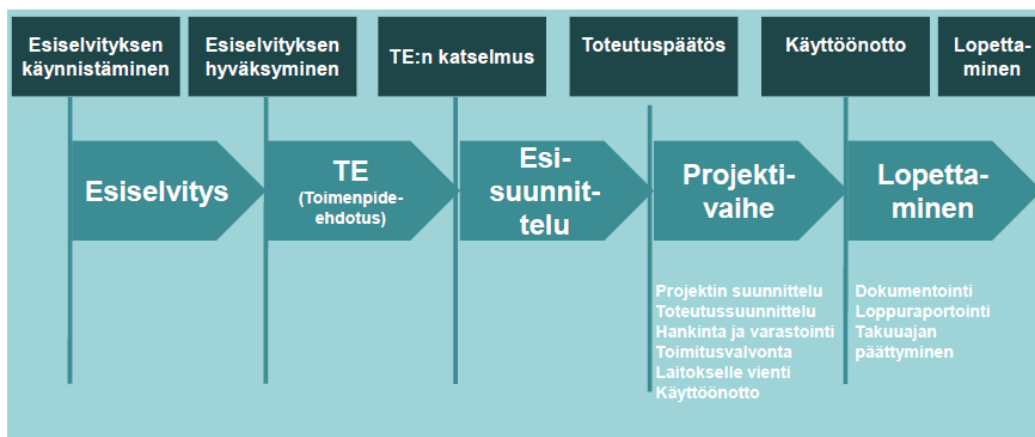 Esiselvityksen
käynnistäminen
Esiselvityksen
hyväksyminen
TE:n katselmus
Toteutuspäätös
Käyttöönotto
Lopetta-
minen
Esiselvitys
TE
(Toimenpide-
ehdotus)
Esi-
suunnit-
telu
Projekti-
vaihe
Lopetta-
minen
Projektin suunnittelu
Toteutussuunnittelu
Hankinta ja varastointi
Toimitusvalvonta
Laitokselle vienti
Käyttöönotto
Dokumentointi
Loppuraportointi
Takuuajan
päättyminen